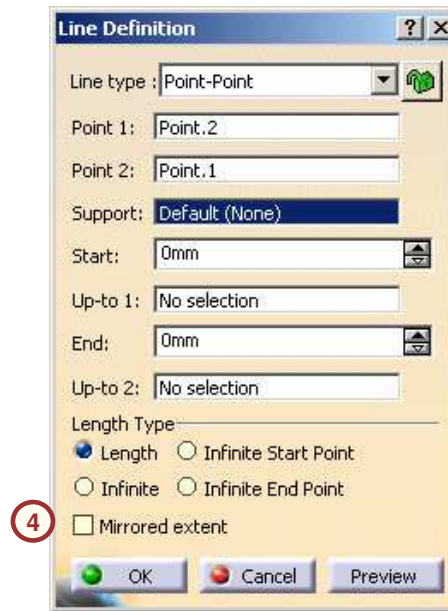 Line Definition ? X
Line type : Point-Point
Point 1: Point.2
Point 2: Point.1
Support: Default (None)
Start: 0mm
Up-to 1: No selection
End: 0mm
Up-to 2: No selection
Length Type
Length Infinite Start Point
Infinite Infinite End Point
4 Mirrored extent
OK Cancel Preview